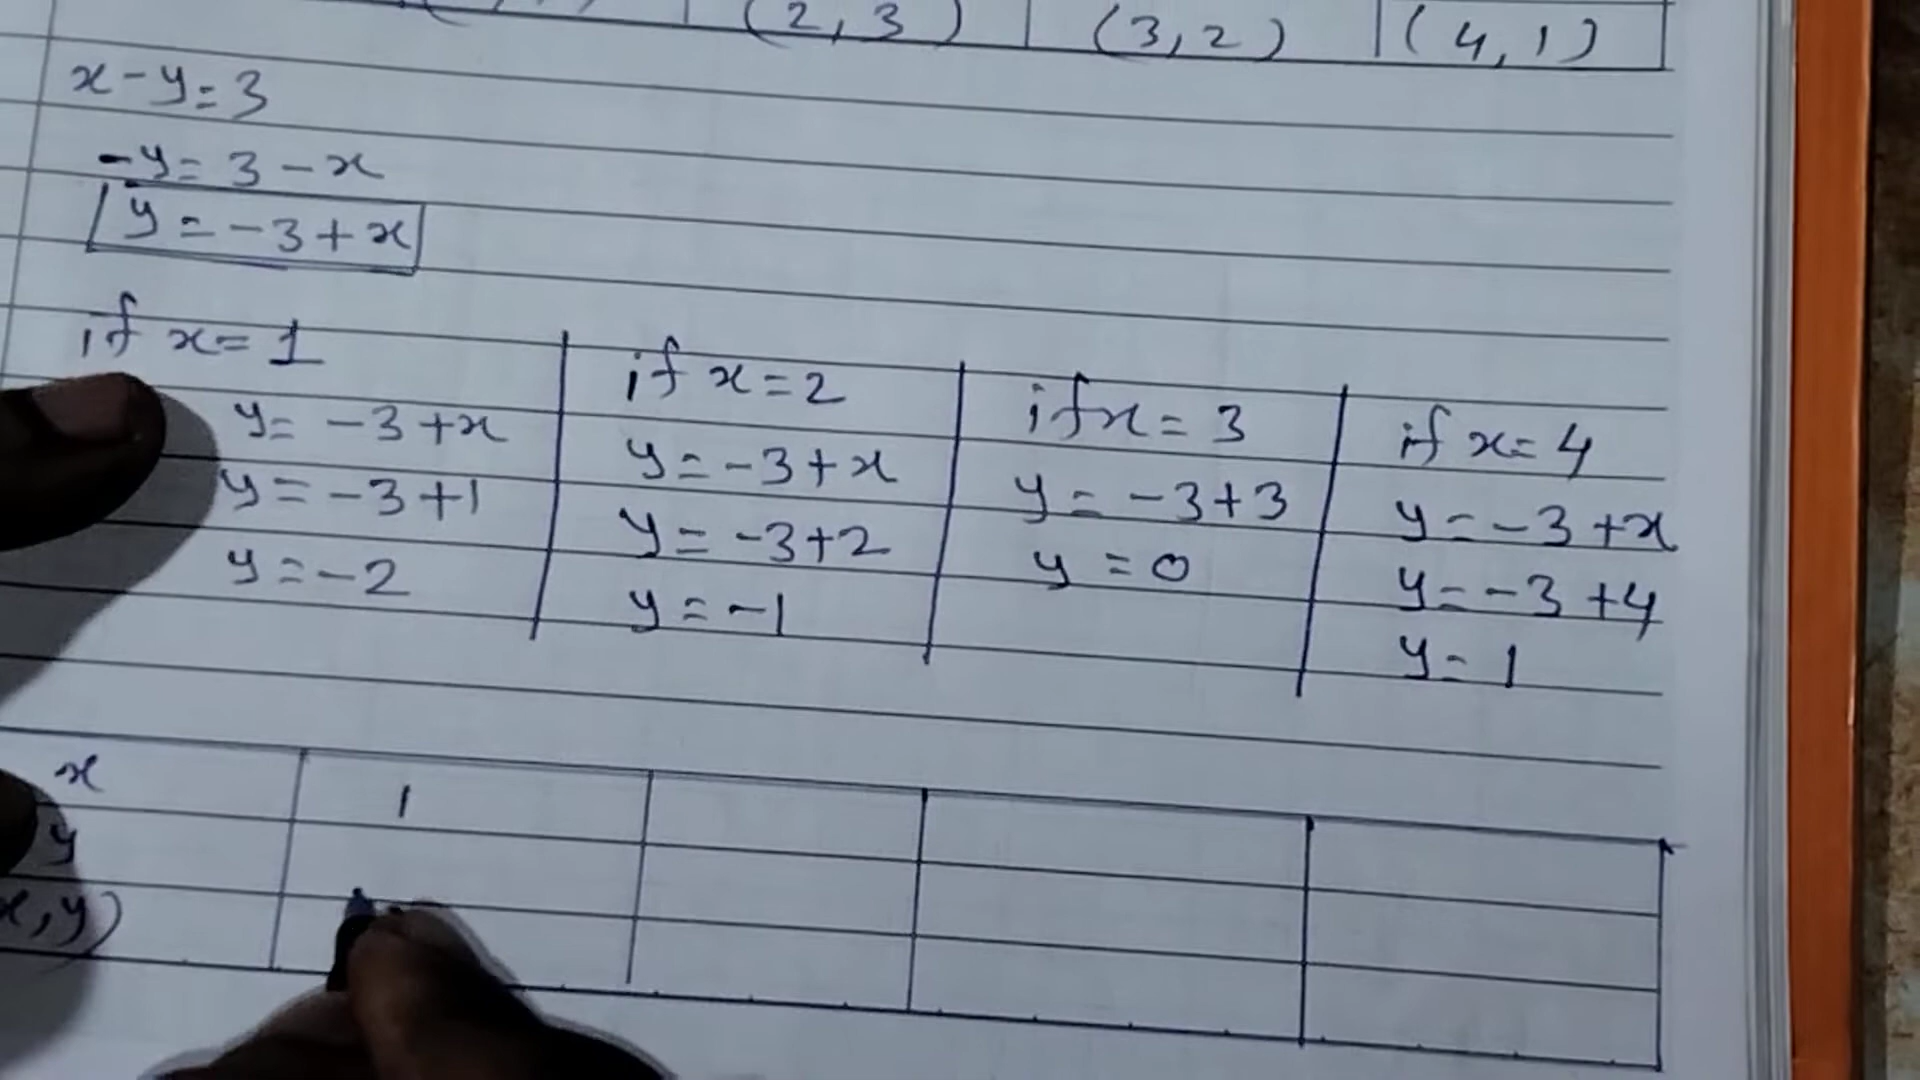 (2,3) (3,2) (4,1)
x-y=3
-y=3-x
y=-3+x
if x=1
y=-3+x
y=-3+1
y=-2
if x=2
y=-3+x
y=-3+2
y=-1
if x=3
y=-3+3
y=0
if x=4
y=-3+x
y=-3+4
y=1
x 1
y
x,y)